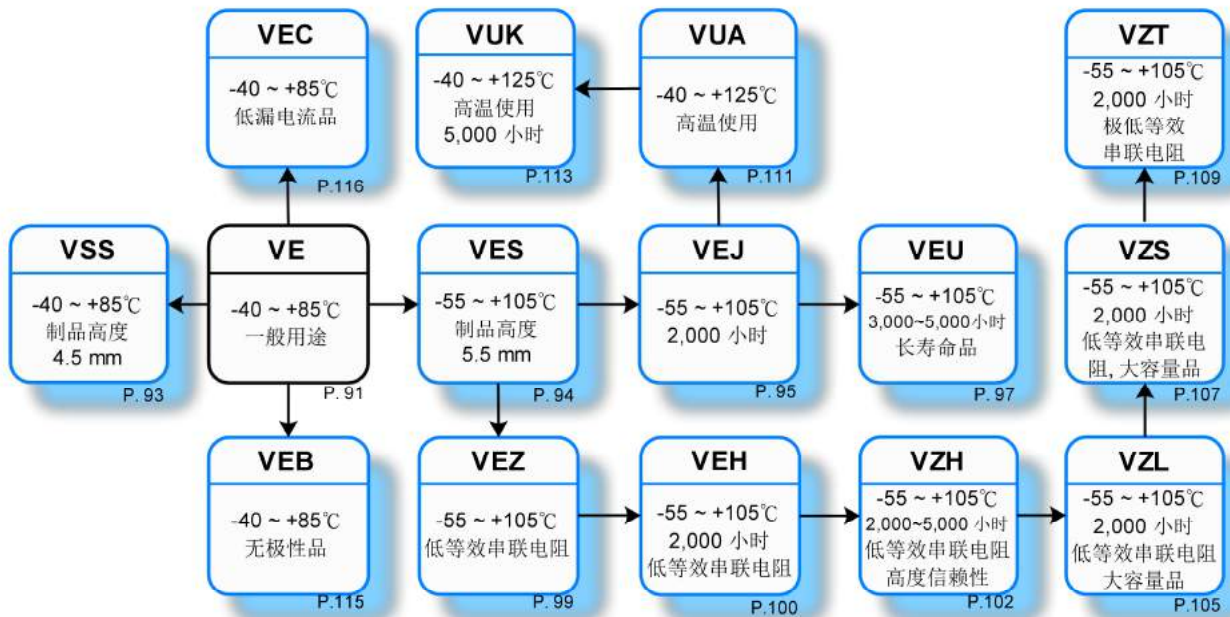 VEC
-40 ~ +85℃
低漏电流品
P.116
VUK
-40 ~ +125℃
高温使用
5,000 小时
P.113
VUA
-40 ~ +125℃
高温使用
P.111
VZT
-55 ~ +105℃
2,000 小时
极低等效
串联电阻
P.109
VSS
-40 ~ +85℃
制品高度
4.5 mm
P. 93
VE
-40 ~ +85℃
一般用途
P. 91
VES
-55 ~ +105℃
制品高度
5.5 mm
P. 94
VEJ
-55 ~ +105℃
2,000 小时
P. 95
VEU
-55 ~ +105℃
3,000~5,000小时
长寿命品
P. 97
VZS
-55 ~ +105℃
2,000 小时
低等效串联电
阻, 大容量品
P.107
VEB
-40 ~ +85℃
无极性品
P.115
VEZ
-55 ~ +105℃
低等效串联电阻
P. 99
VEH
-55 ~ +105℃
2,000 小时
低等效串联电阻
P.100
VZH
-55 ~ +105℃
2,000~5,000 小时
低等效串联电阻
高度信赖性
P.102
VZL
-55 ~ +105℃
2,000 小时
低等效串联电阻
大容量品
P.105